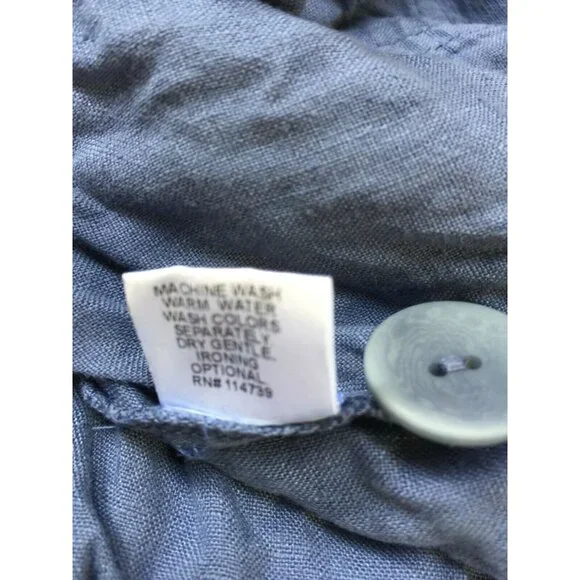 MACHINE WASH
WARM WATER
WASH COLORS
SEPARATELY
DRY GENTLE.
IRONING
OPTIONAL
RN# 114739